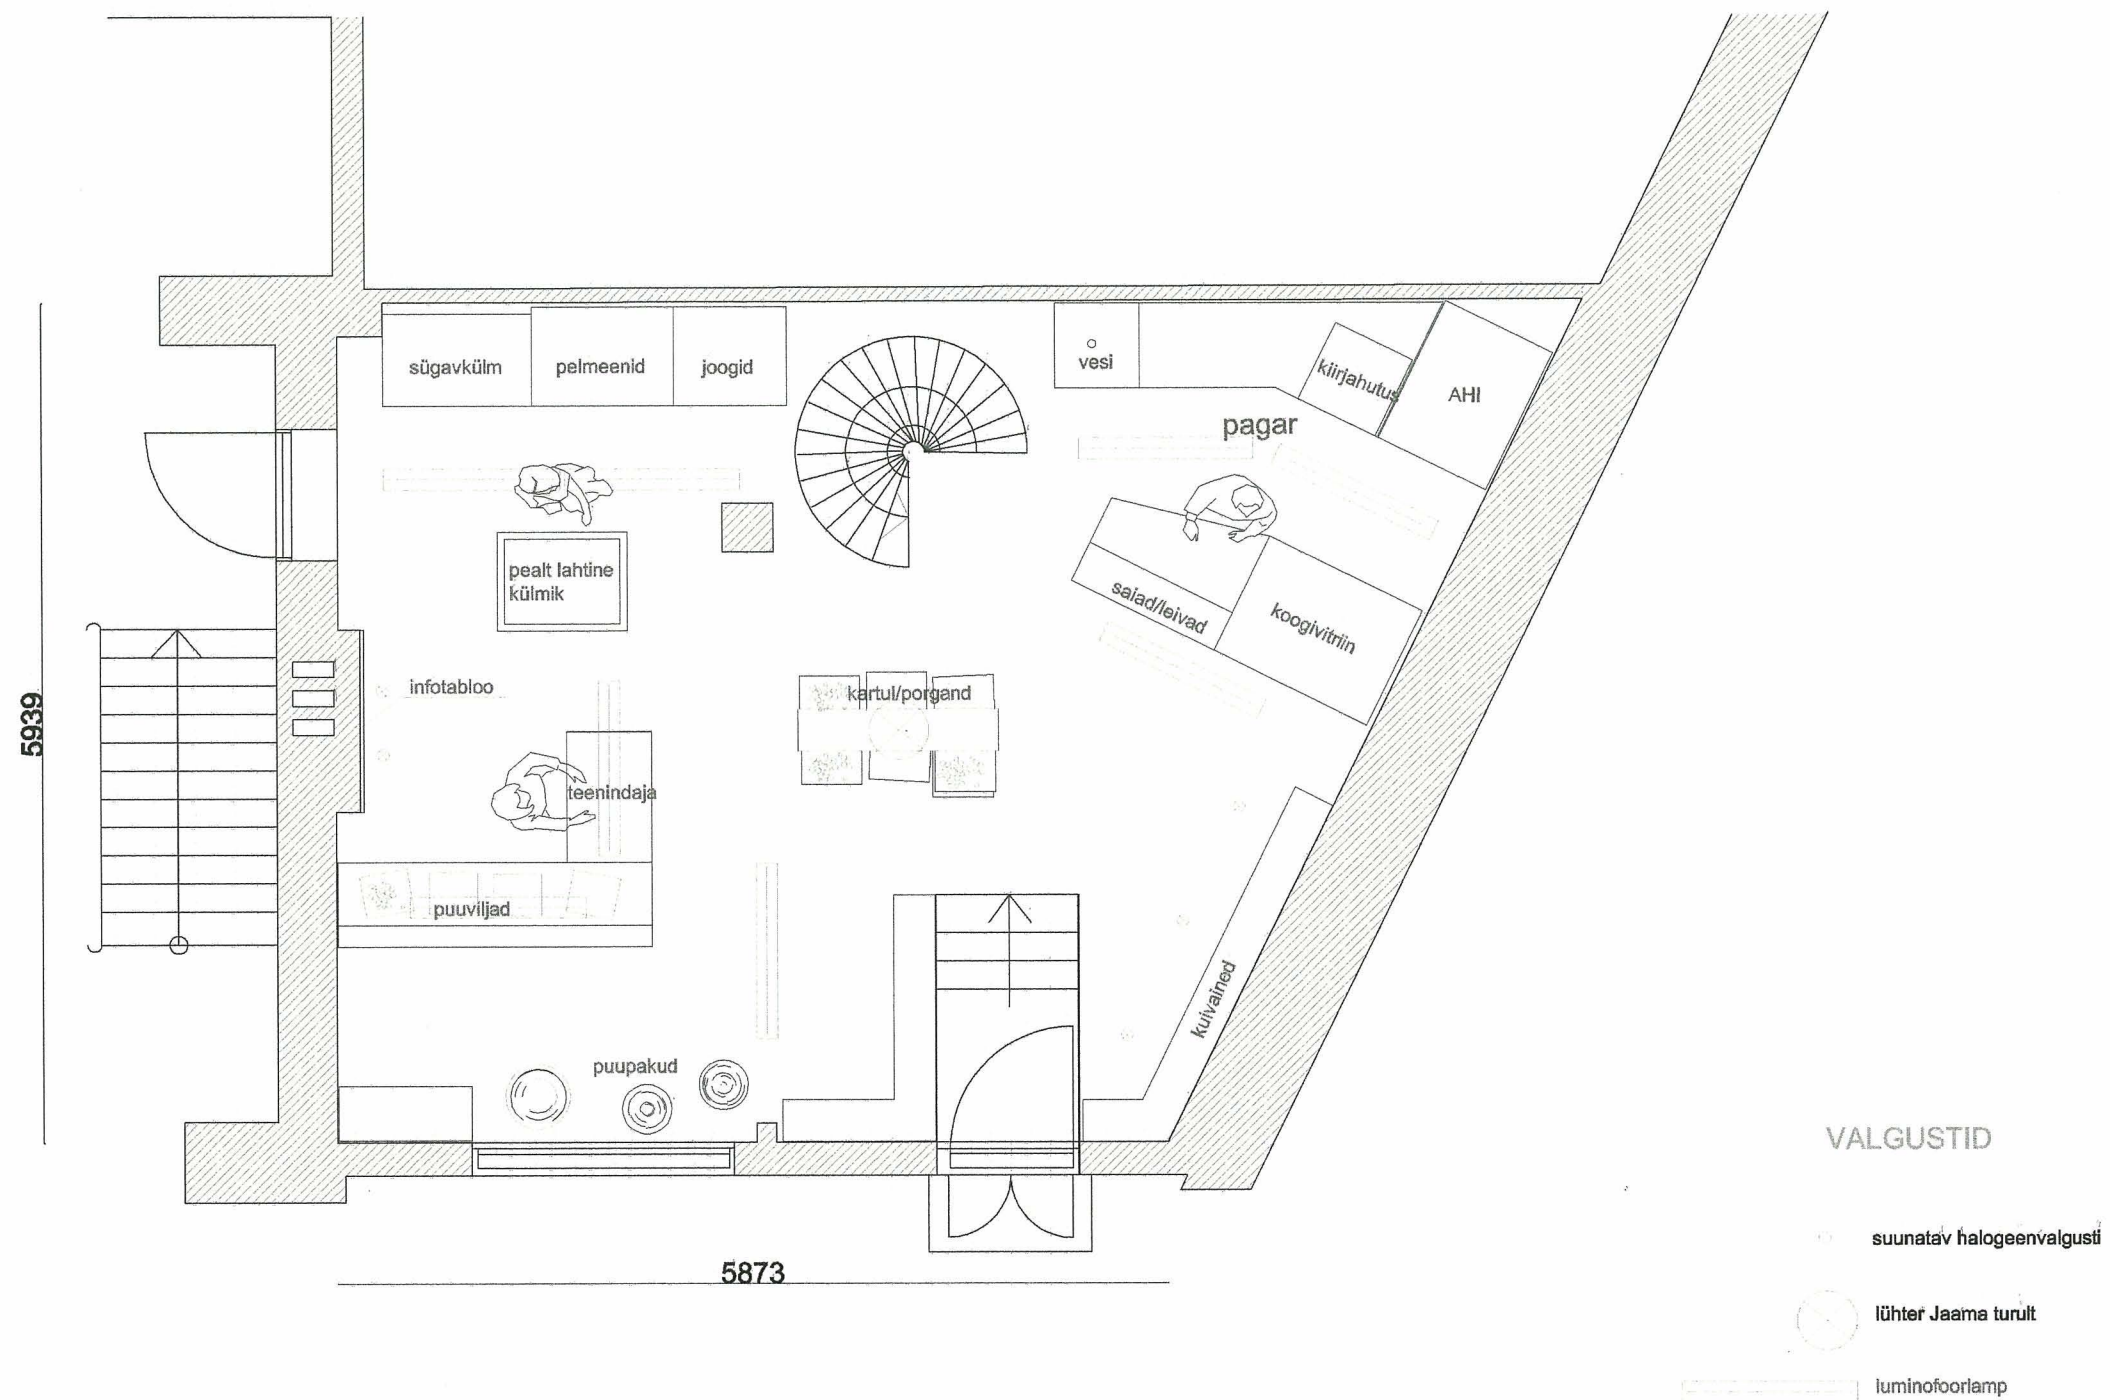 sügavkülm
pelmeenid
joogid
vesi
kiirjahutus
AHI
pagar
pealt lahtine
külmik
saiad/leivad
koogivitriin
infotabloo
kartul/porgand
teenindaja
puuviljad
kuivained
puupakud
5939
5873
VALGUSTID
suunatav halogeenvalgusti
lühter Jaama turult
luminofoorlamp